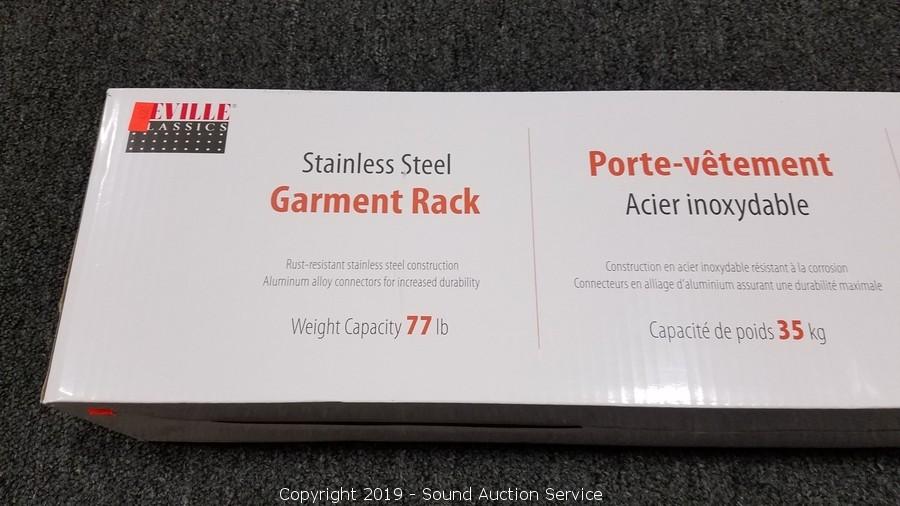 EVILLE
LASSICS
Stainless Steel
Garment Rack
Rust-resistant stainless steel construction
Aluminum alloy connectors for increased durability
Weight Capacity 77 lb
Porte-vêtement
Acier inoxydable
Construction en acier inoxydable résistant à la corrosion
Connecteurs en alliage d'aluminium assurant une durabilité maximale
Capacité de poids 35 kg
Copyright 2019 - Sound Auction Service